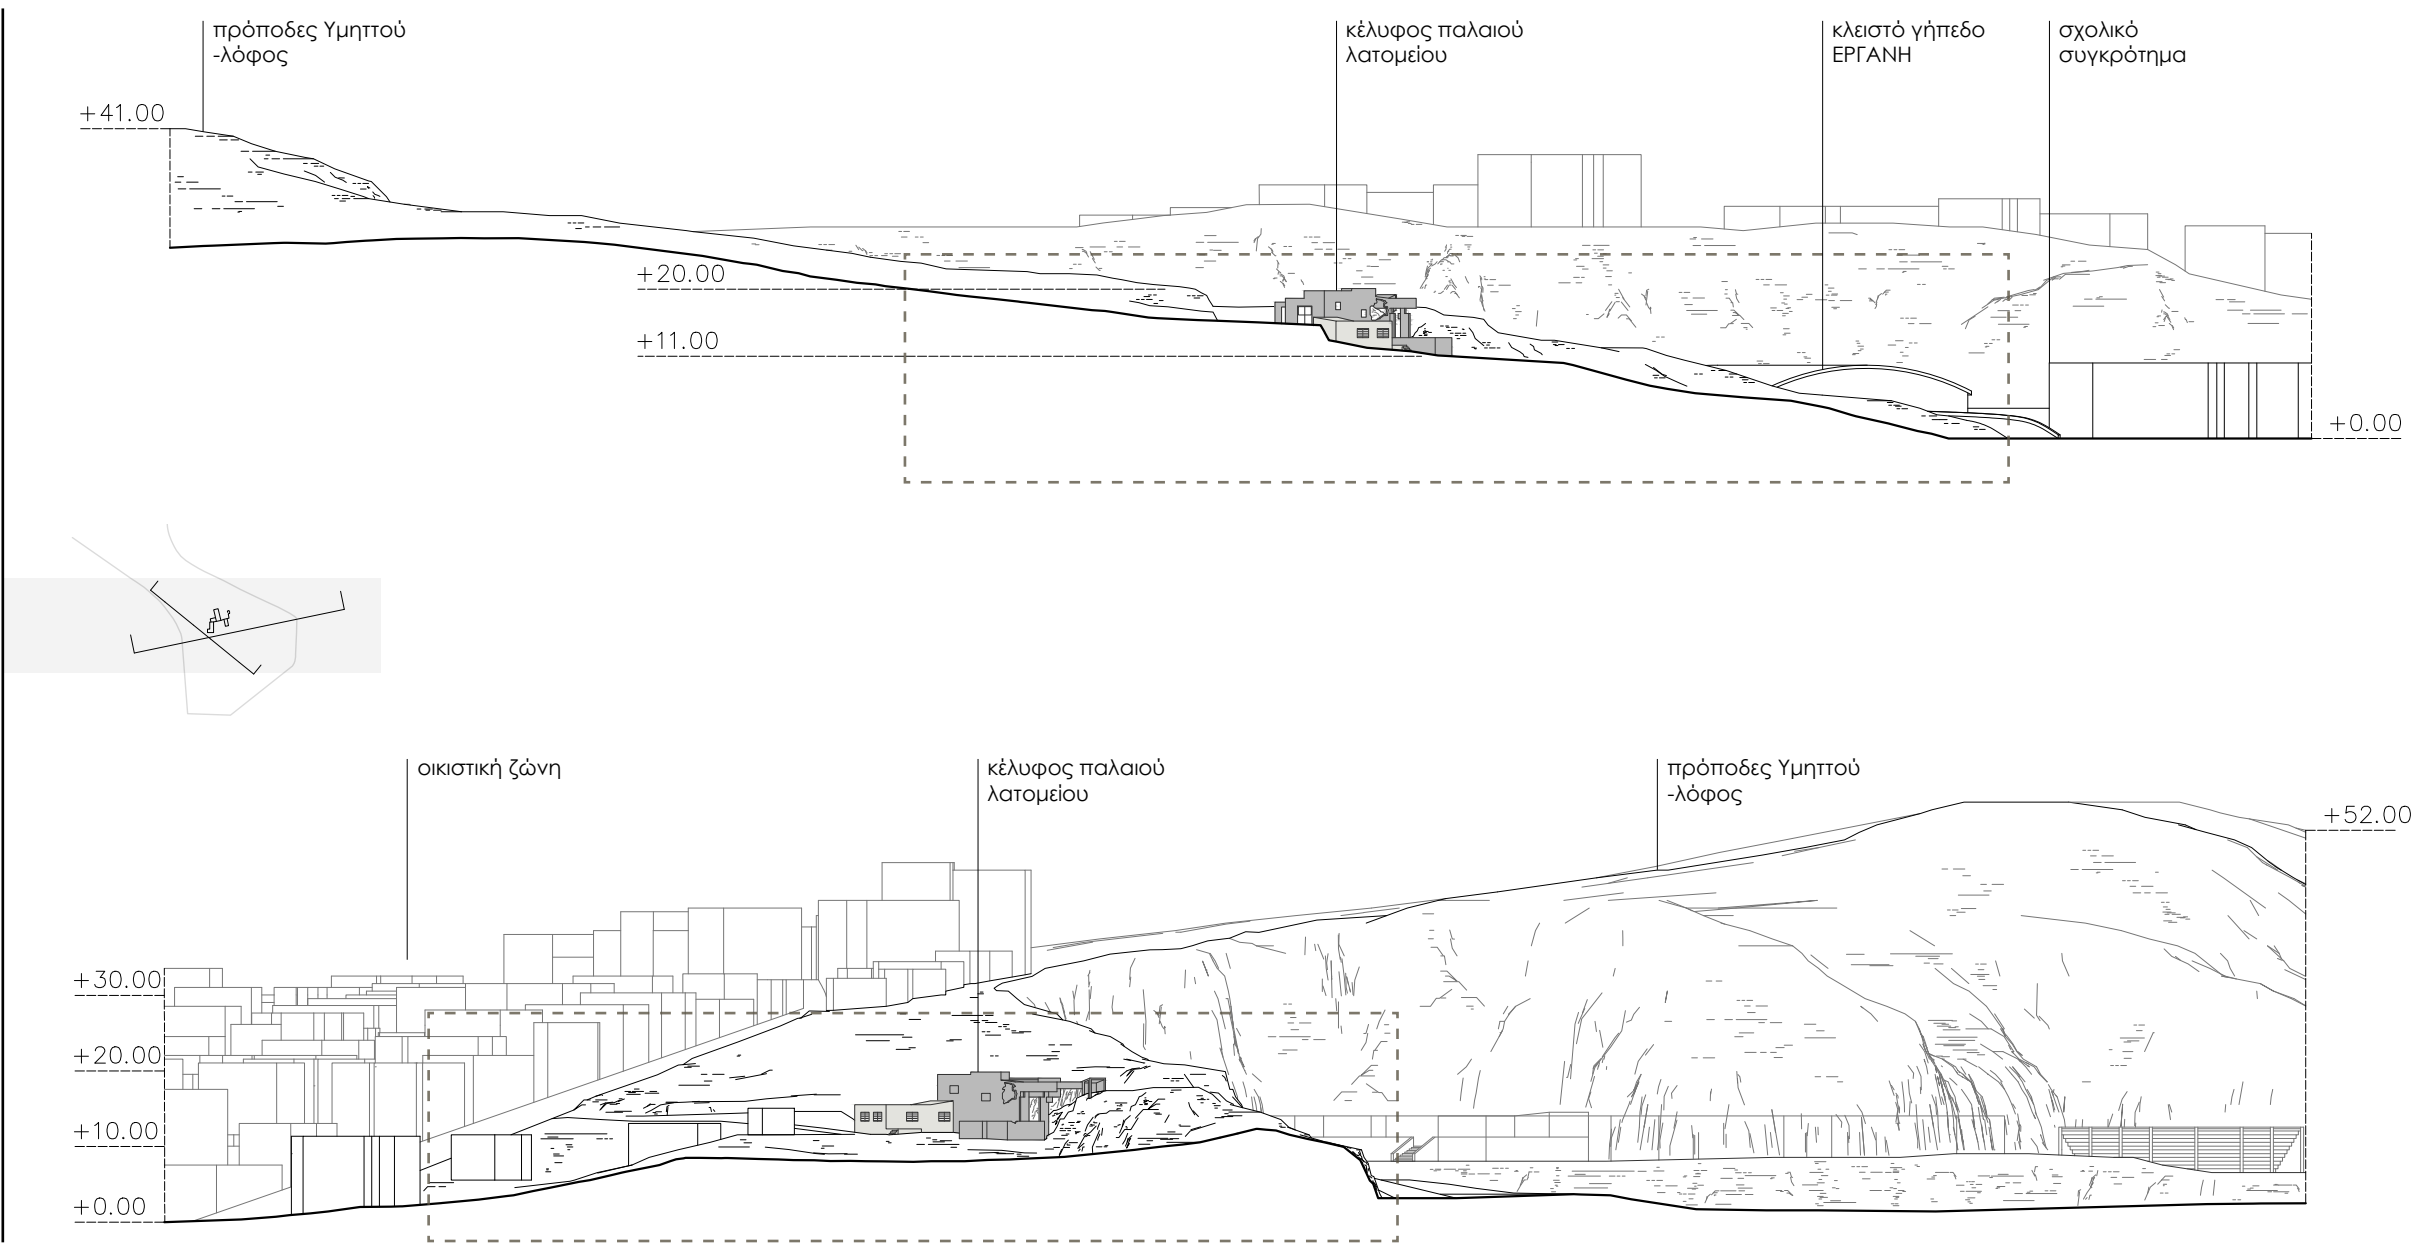 πρόποδες Υμηττού
-λόφος
κέλυφος παλαιού
λατομείου
κλειστό γήπεδο
ΕΡΓΑΝΗ
σχολικό
συγκρότημα
+41.00
+20.00
+11.00
+0.00
οικιστική ζώνη
κέλυφος παλαιού
λατομείου
πρόποδες Υμηττού
-λόφος
+52.00
+30.00
+20.00
+10.00
+0.00